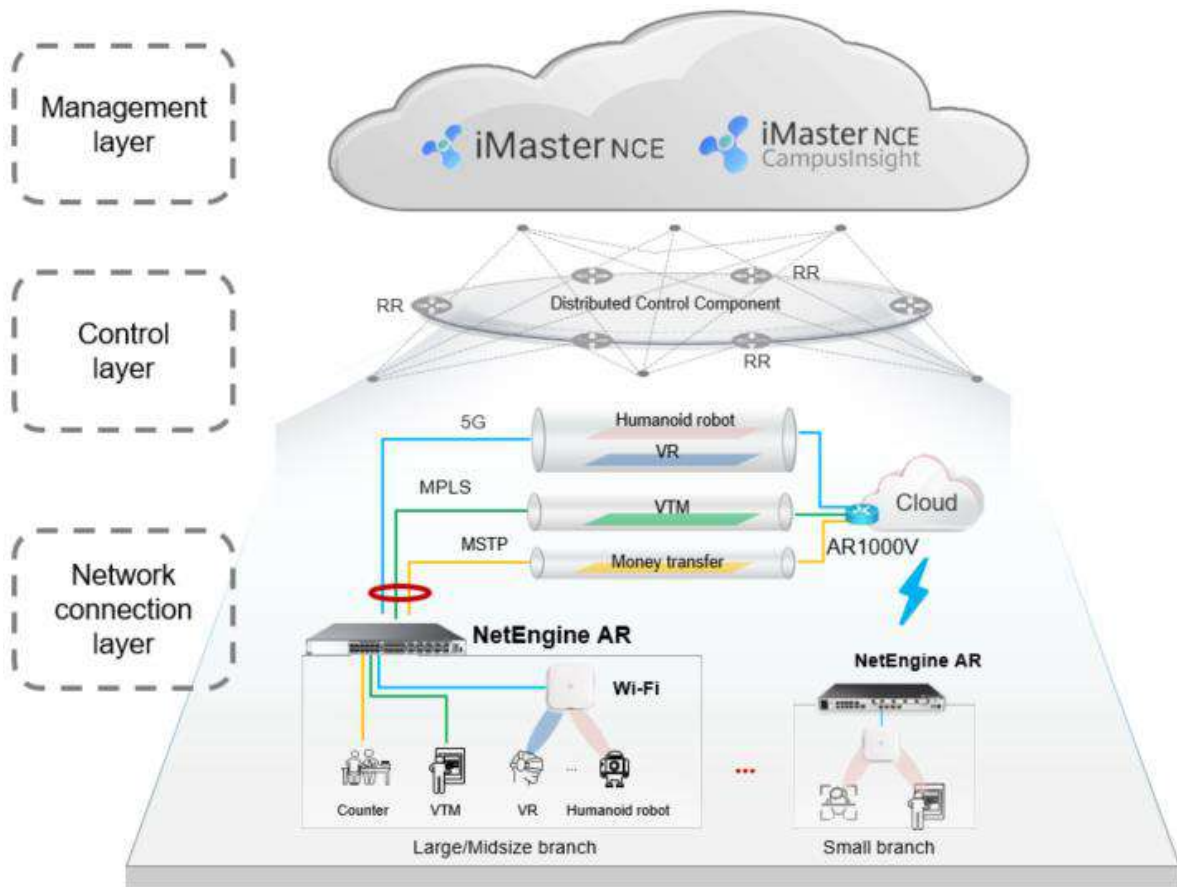 Management
layer
iMaster NCE
iMaster NCE
CampusInsight
Control
layer
RR
RR
Distributed Control Component
RR
Network
connection
layer
5G
Humanoid robot
VR
MPLS
VTM
Cloud
MSTP
Money transfer
AR1000V
NetEngine AR
Wi-Fi
NetEngine AR
...
...
Counter
VTM
VR
Humanoid robot
Large/Midsize branch
Small branch